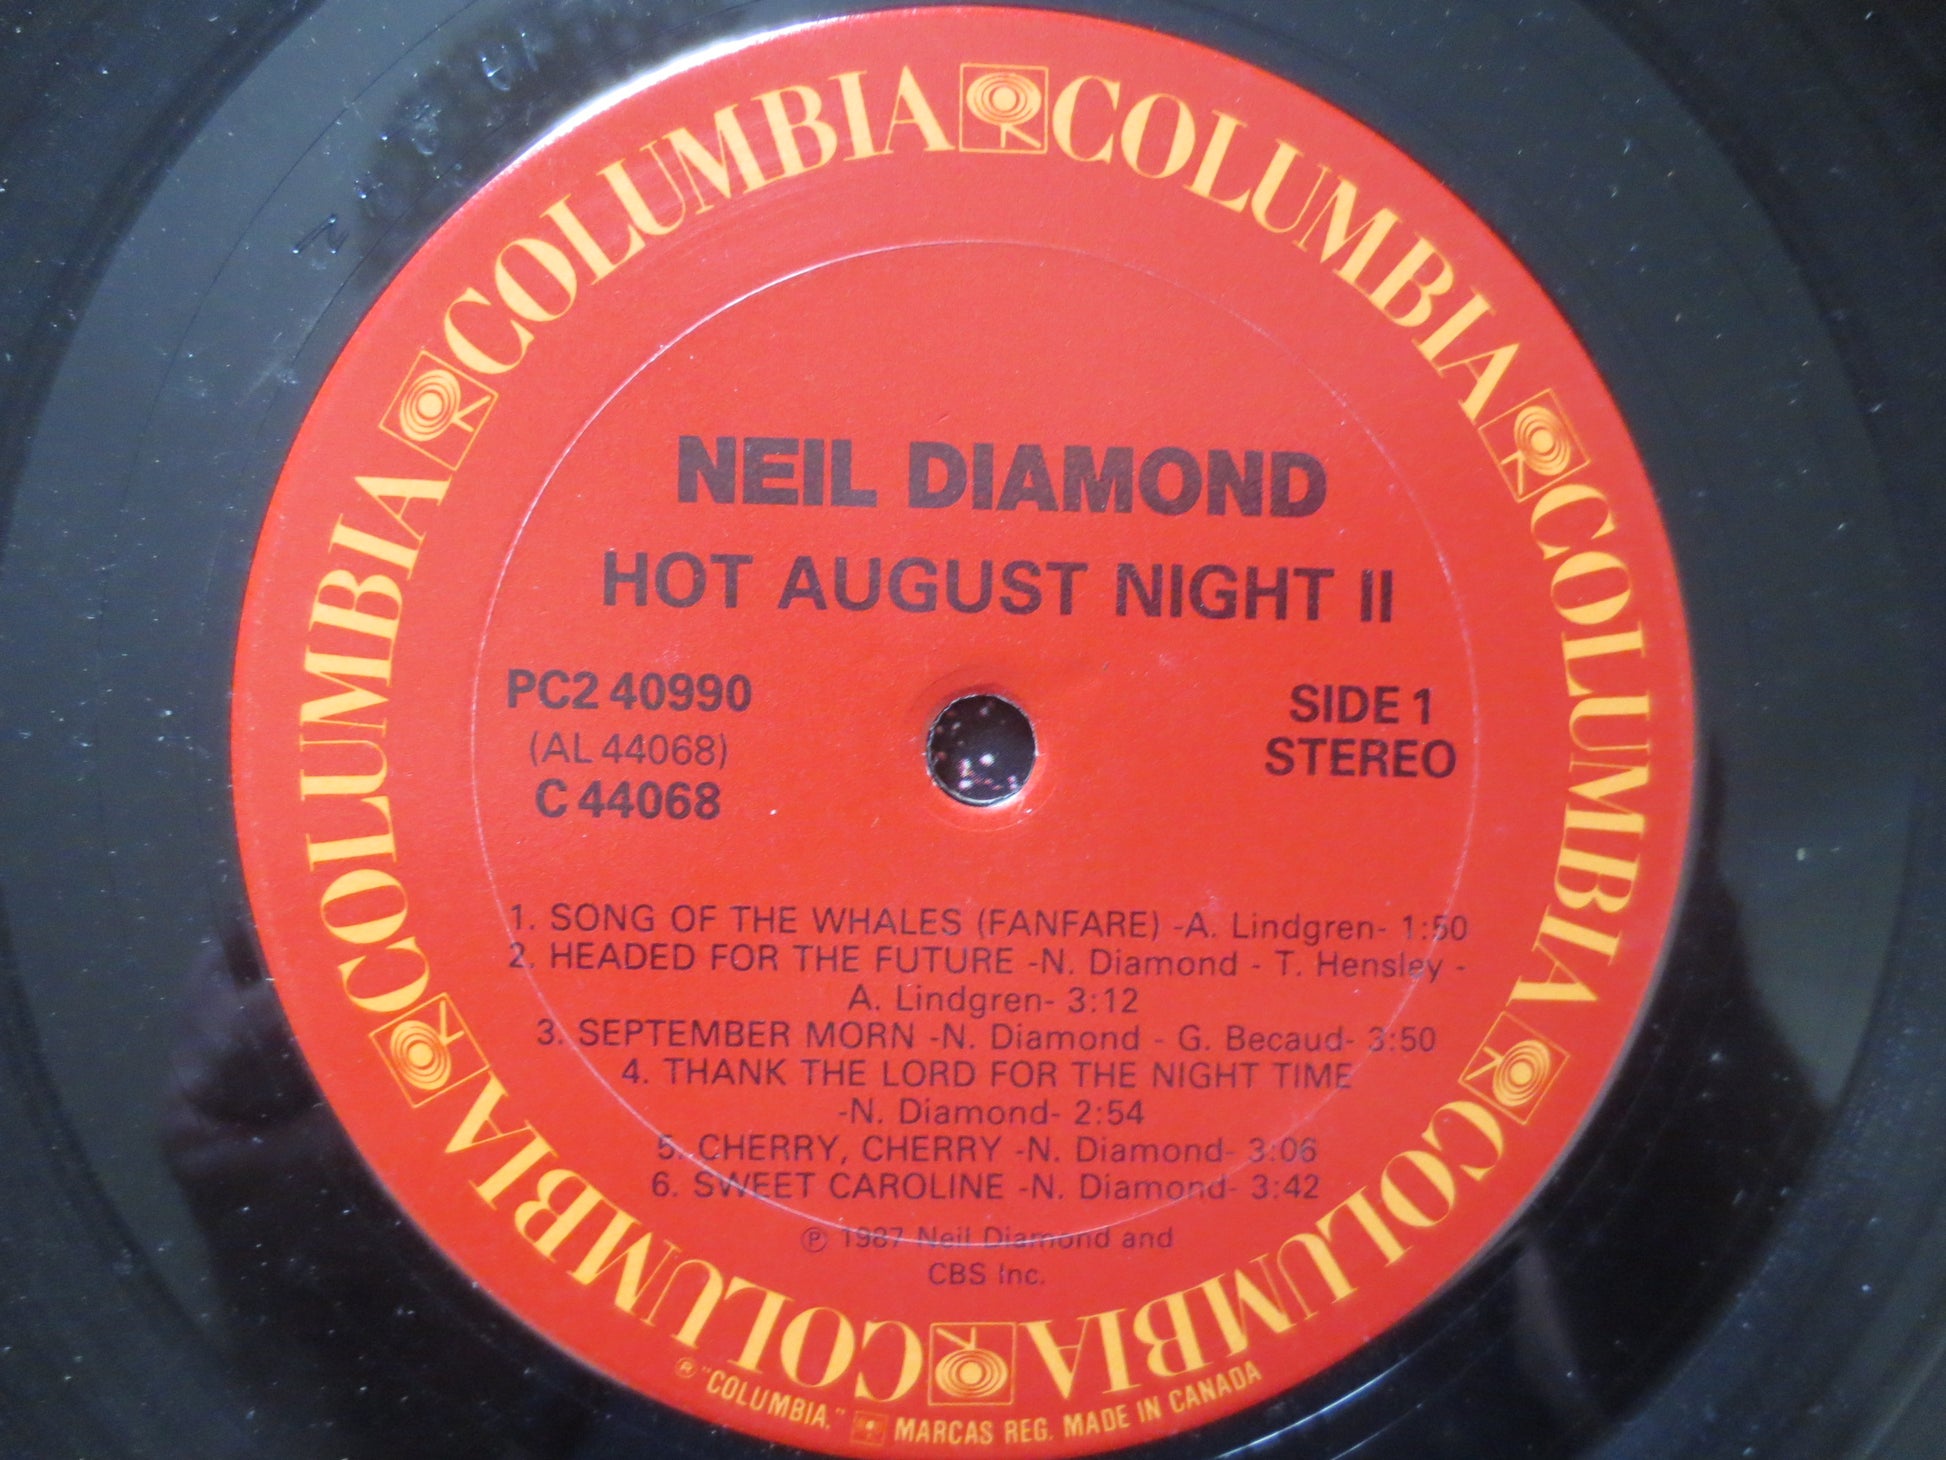 COLUMBIA COLUMBIA COLUMBIA COLUMBIA COLUMBIA COLUMBIA COLUMBIA COLUMBIA
NEIL DIAMOND
HOT AUGUST NIGHT II
PC2 40990
(AL 44068)
C 44068
SIDE 1
STEREO
1. SONG OF THE WHALES (FANFARE) -A. Lindgren- 1:50
2. HEADED FOR THE FUTURE -N. Diamond - T. Hensley -
A. Lindgren- 3:12
3. SEPTEMBER MORN -N. Diamond - G. Becaud- 3:50
4. THANK THE LORD FOR THE NIGHT TIME
-N. Diamond- 2:54
5. CHERRY, CHERRY -N. Diamond- 3:06
6. SWEET CAROLINE -N. Diamond- 3:42
℗ 1987 Neil Diamond and
CBS Inc.
® "COLUMBIA," MARCAS REG. MADE IN CANADA